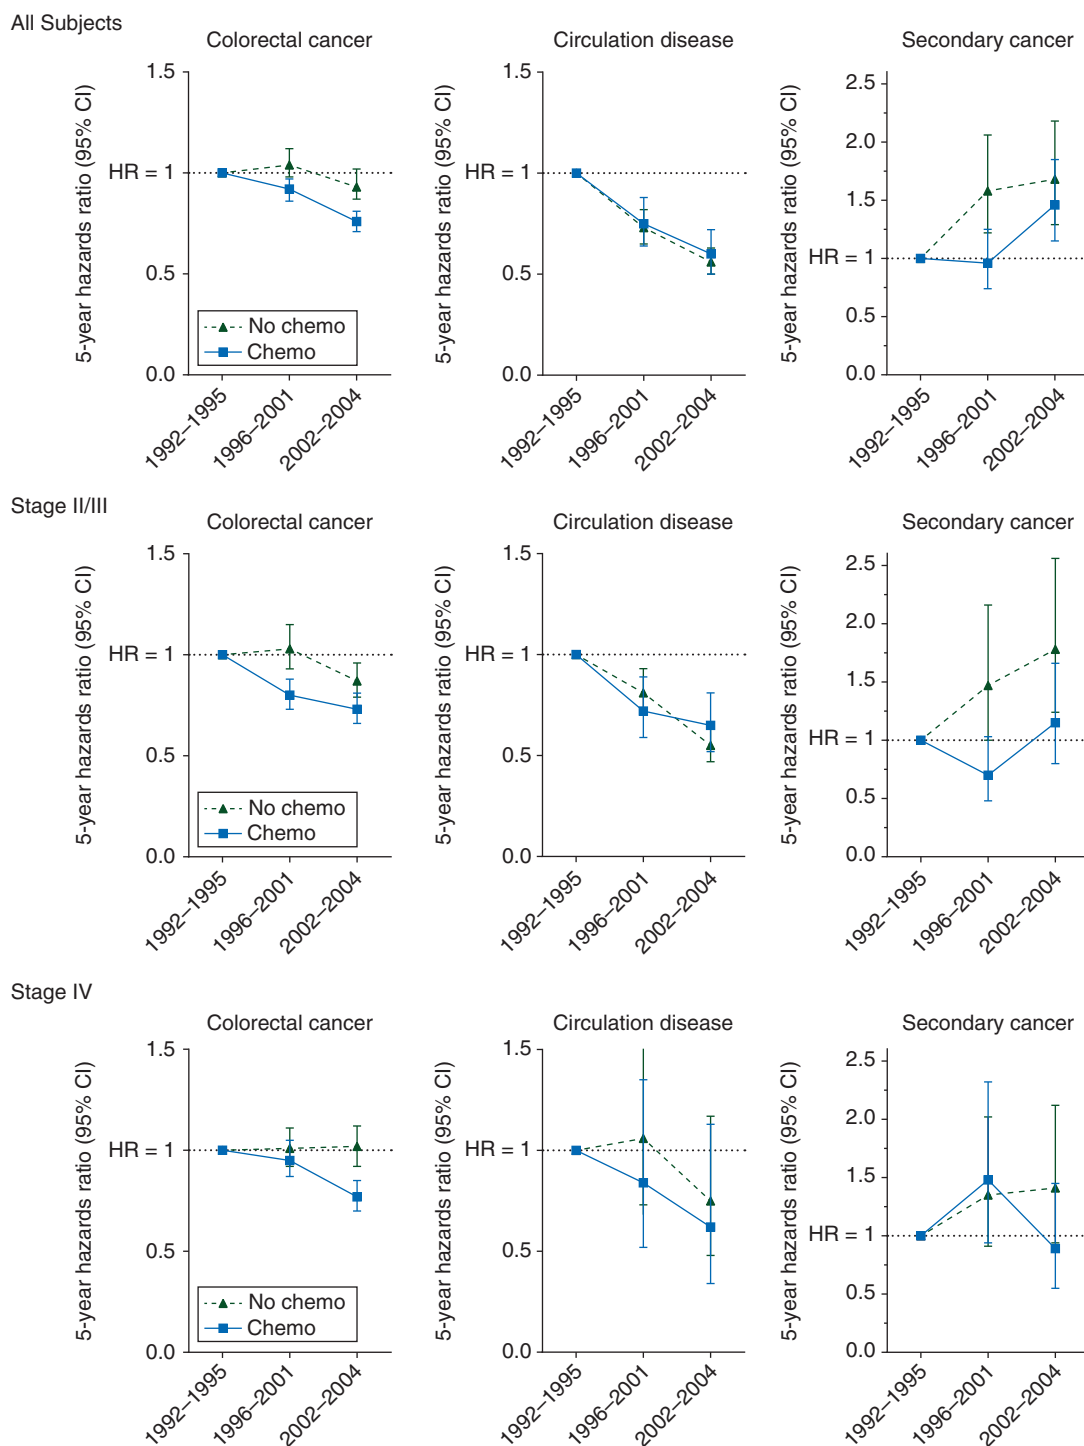 All Subjects
Colorectal cancer
Circulation disease
Secondary cancer
5-year hazards ratio (95% CI)
1.5
HR = 1
0.5
0.0
No chemo
Chemo
1992–1995
1996–2001
2002–2004
5-year hazards ratio (95% CI)
1.5
HR = 1
0.5
0.0
1992–1995
1996–2001
2002–2004
5-year hazards ratio (95% CI)
2.5
2.0
1.5
HR = 1
0.5
0.0
1992–1995
1996–2001
2002–2004
Stage II/III
Colorectal cancer
Circulation disease
Secondary cancer
5-year hazards ratio (95% CI)
1.5
HR = 1
0.5
0.0
No chemo
Chemo
1992–1995
1996–2001
2002–2004
5-year hazards ratio (95% CI)
1.5
HR = 1
0.5
0.0
1992–1995
1996–2001
2002–2004
5-year hazards ratio (95% CI)
2.5
2.0
1.5
HR = 1
0.5
0.0
1992–1995
1996–2001
2002–2004
Stage IV
Colorectal cancer
Circulation disease
Secondary cancer
5-year hazards ratio (95% CI)
1.5
HR = 1
0.5
0.0
No chemo
Chemo
1992–1995
1996–2001
2002–2004
5-year hazards ratio (95% CI)
1.5
HR = 1
0.5
0.0
1992–1995
1996–2001
2002–2004
5-year hazards ratio (95% CI)
2.5
2.0
1.5
HR = 1
0.5
0.0
1992–1995
1996–2001
2002–2004